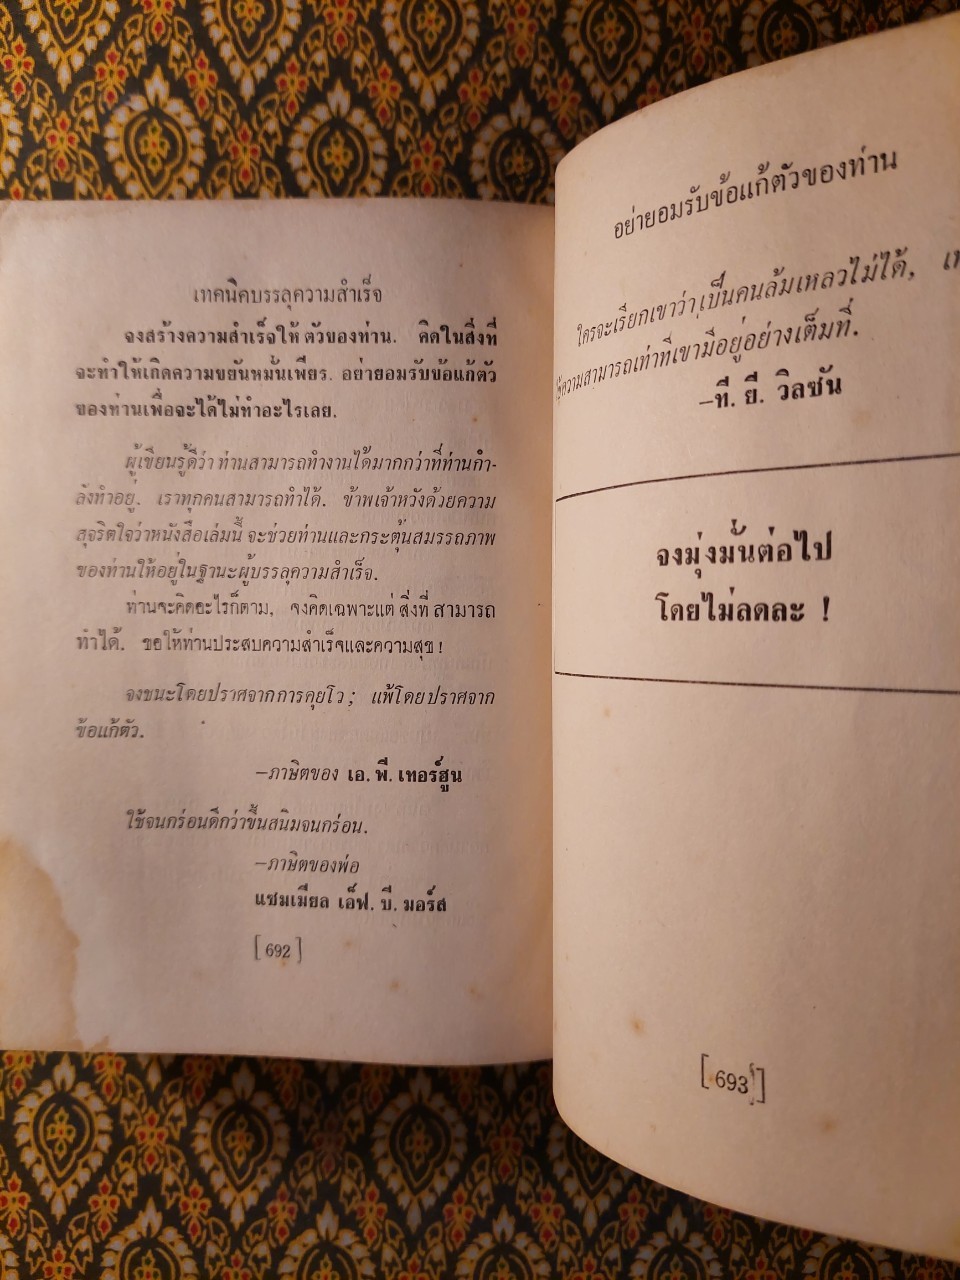 เทคนิคบรรลุความสำเร็จ
จงสร้างความสำเร็จให้ ตัวของท่าน. คิดในสิ่งที่
จะทำให้เกิดความขยันหมั่นเพียร. อย่ายอมรับข้อแก้ตัว
ของท่านเพื่อจะได้ไม่ทำอะไรเลย.
ผู้เขียนรู้ดีว่า ท่านสามารถทำงานได้มากกว่าที่ท่านกำ-
ลังทำอยู่. เราทุกคนสามารถทำได้. ข้าพเจ้าหวังด้วยความ
สุจริตใจว่าหนังสือเล่มนี้ จะช่วยท่านและกระตุ้นสมรรถภาพ
ของท่านให้อยู่ในฐานะผู้บรรลุความสำเร็จ.
ท่านจะคิดอะไรก็ตาม, จงคิดเฉพาะแต่ สิ่งที่ สามารถ
ทำได้. ขอให้ท่านประสบความสำเร็จและความสุข!
จงชนะโดยปราศจากการคุยโว; แพ้โดยปราศจาก
ข้อแก้ตัว.
—ภาษิตของ เอ. พี. เทอร์ฮูน
ใช้จนกร่อนดีกว่าขึ้นสนิมจนกร่อน.
—ภาษิตของพ่อ
แซมเมียล เอ็ฟ. บี. มอร์ส
[692]
อย่ายอมรับข้อแก้ตัวของท่าน
ใครจะเรียกเขาว่าเป็นคนล้มเหลวไม่ได้,
ใช้ความสามารถเท่าที่เขามีอยู่อย่างเต็มที่.
—ที. ยี. วิลซัน
จงมุ่งมั่นต่อไป
โดยไม่ลดละ !
[693]